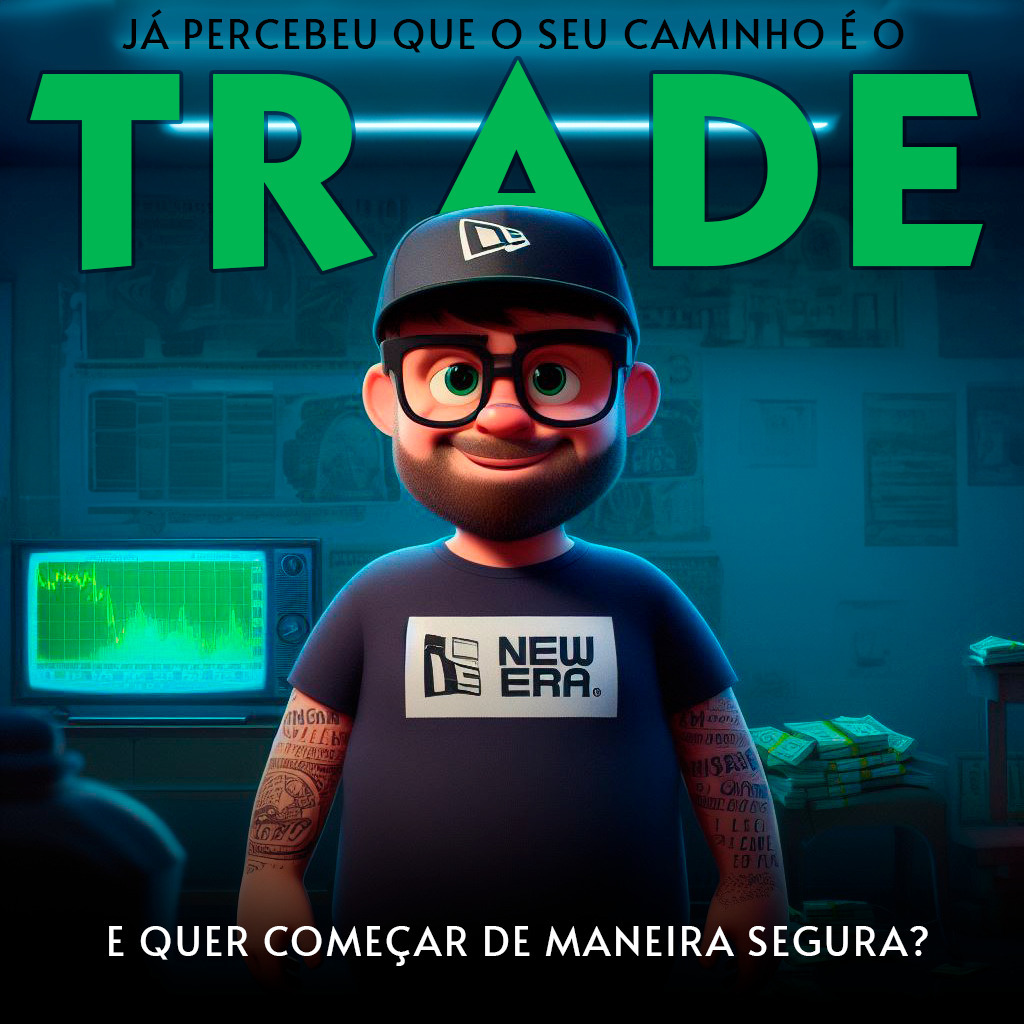 JÁ PERCEBEU QUE O SEU CAMINHO É O
TRADE
NEW
ERA
E QUER COMEÇAR DE MANEIRA SEGURA?